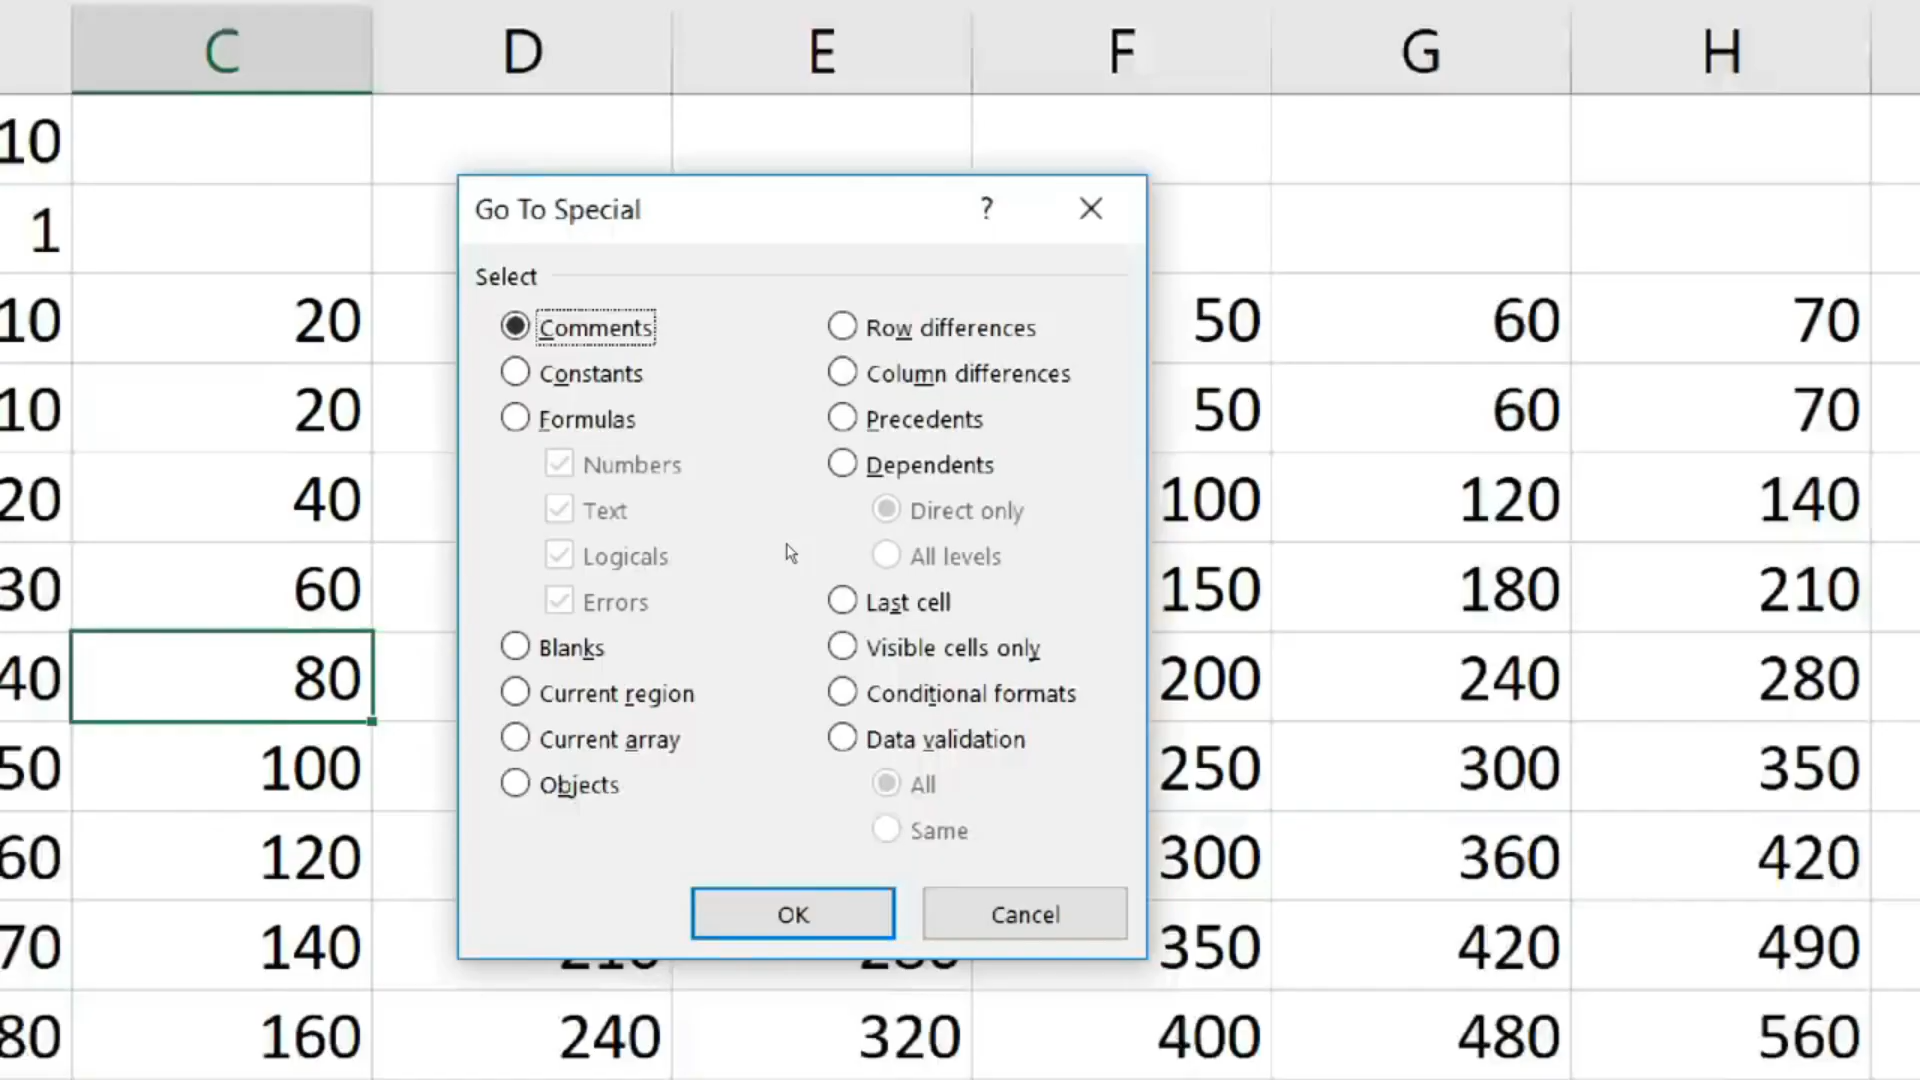 C D E F G H
10
1
10 20 50 60 70
10 20 50 60 70
20 40 100 120 140
30 60 150 180 210
40 80 200 240 280
50 100 250 300 350
60 120 300 360 420
70 140 210 280 350 420 490
80 160 240 320 400 480 560
Go To Special ?
Select
Comments
Constants
Formulas
Numbers
Text
Logicals
Errors
Blanks
Current region
Current array
Objects
Row differences
Column differences
Precedents
Dependents
Direct only
All levels
Last cell
Visible cells only
Conditional formats
Data validation
All
Same
OK Cancel